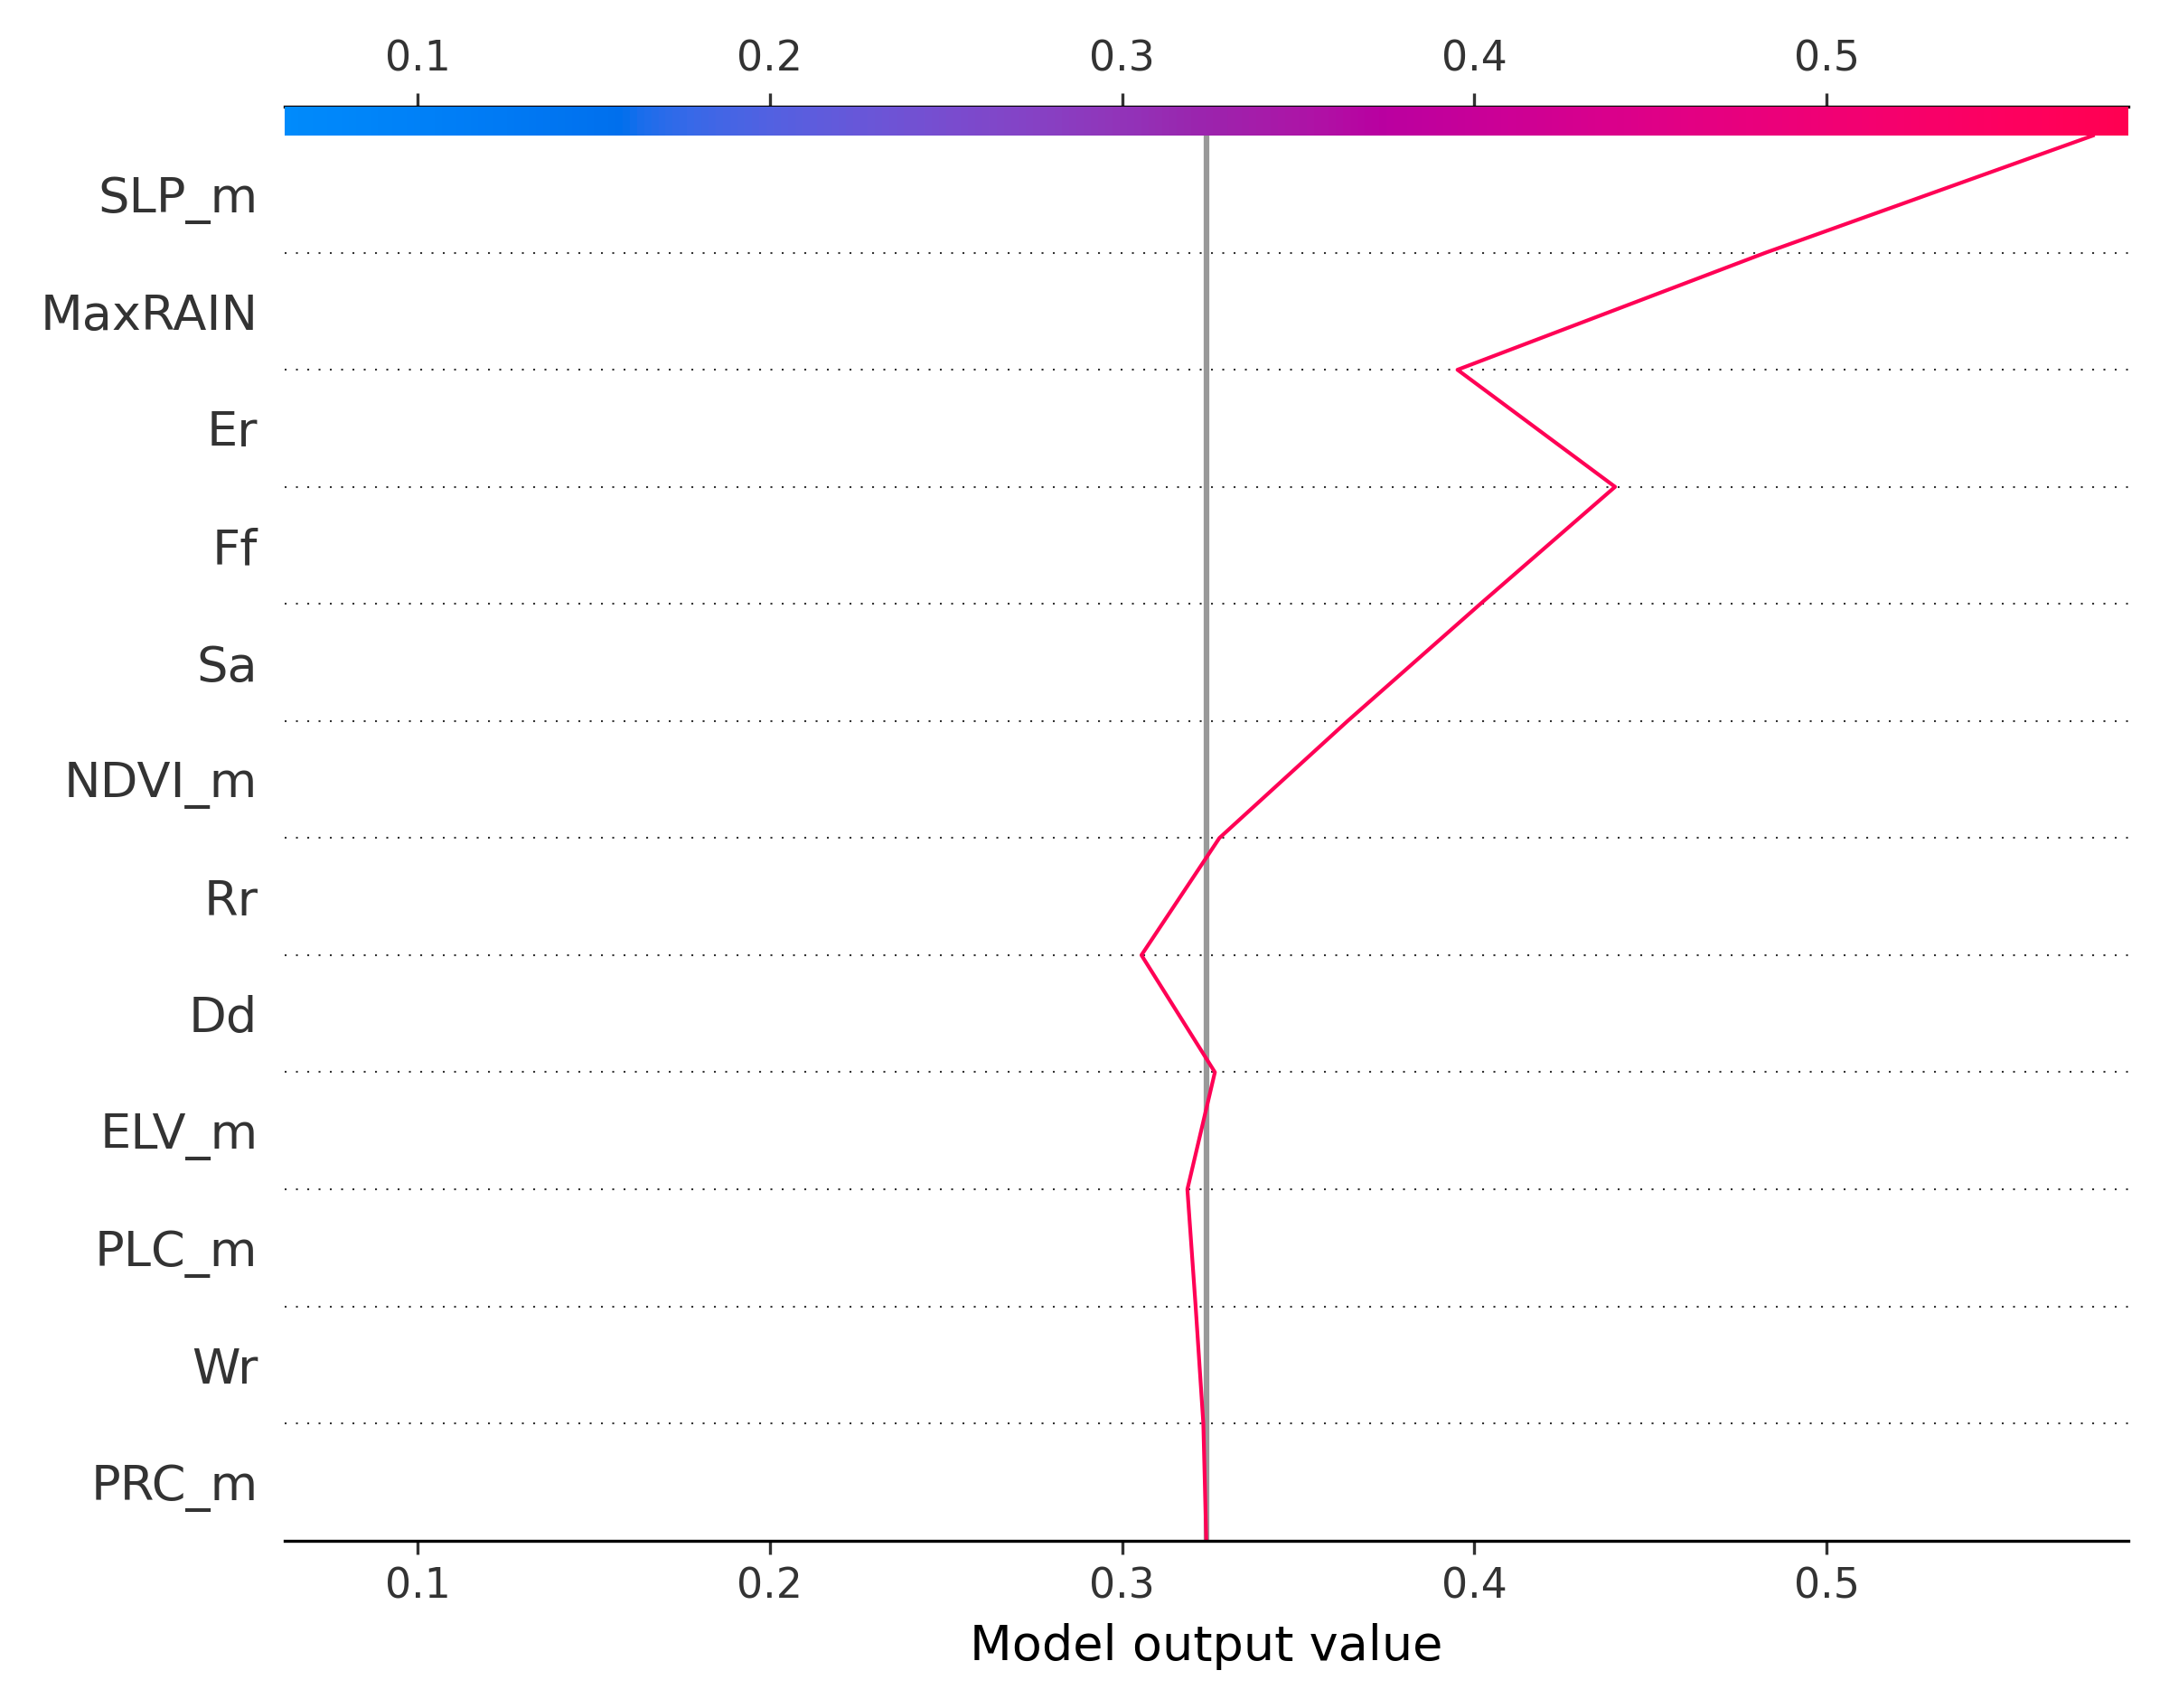 0.1 0.2 0.3 0.4 0.5
SLP_m
MaxRAIN
Er
Ff
Sa
NDVI_m
Rr
Dd
ELV_m
PLC_m
Wr
PRC_m
0.1 0.2 0.3 0.4 0.5
Model output value